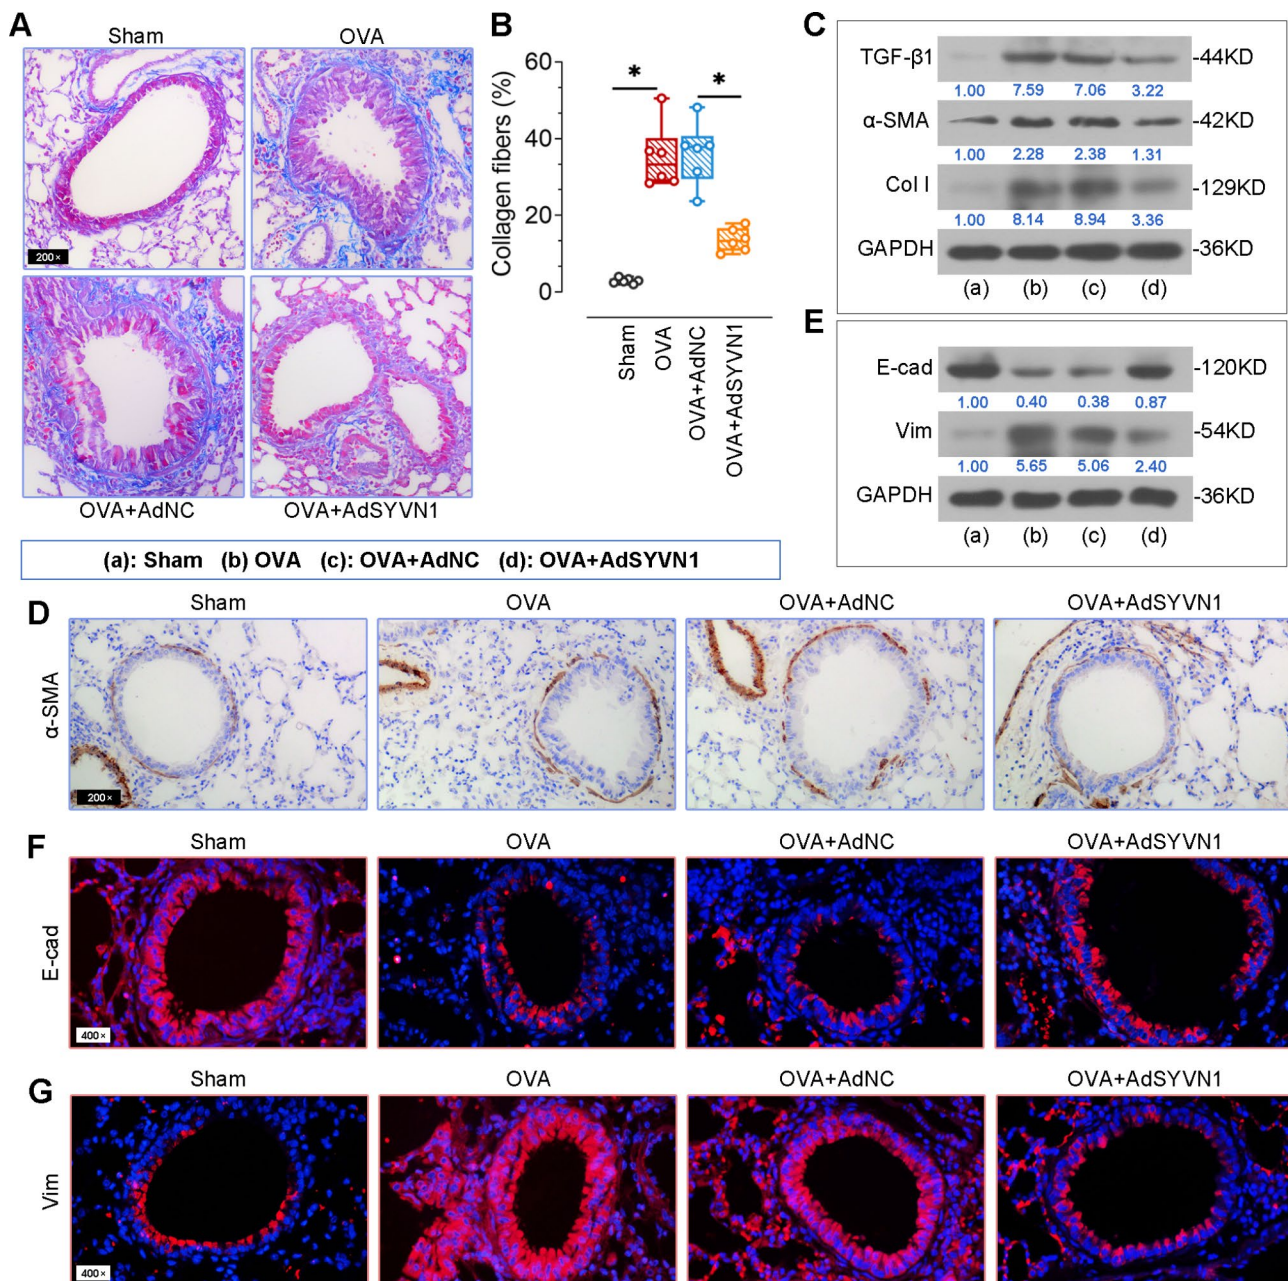 A
Sham
OVA
200 ×
OVA+AdNC
OVA+AdSYVN1
B
Collagen fibers (%)
60
40
20
0
*
*
Sham
OVA
OVA+AdNC
OVA+AdSYVN1
C
TGF-β1
-44KD
1.00 7.59 7.06 3.22
α-SMA
-42KD
1.00 2.28 2.38 1.31
Col I
-129KD
1.00 8.14 8.94 3.36
GAPDH
-36KD
(a) (b) (c) (d)
E
E-cad
-120KD
1.00 0.40 0.38 0.87
Vim
-54KD
1.00 5.65 5.06 2.40
GAPDH
-36KD
(a) (b) (c) (d)
(a): Sham (b) OVA (c): OVA+AdNC (d): OVA+AdSYVN1
D
Sham
OVA
OVA+AdNC
OVA+AdSYVN1
α-SMA
200 ×
F
Sham
OVA
OVA+AdNC
OVA+AdSYVN1
E-cad
400 ×
G
Sham
OVA
OVA+AdNC
OVA+AdSYVN1
Vim
400 ×